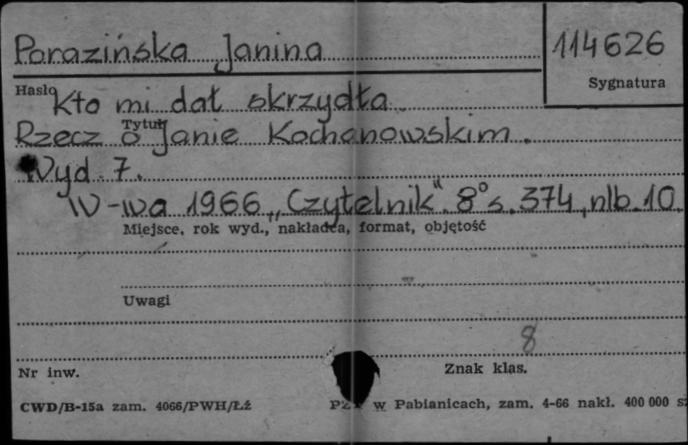 Porazińska Janina
114626
Hasło
Sygnatura
Kto mi dał skrzydła
Tytuł
Rzecz o Janie Kochanowskim.
Wyd. 7.
W-wa 1966 „Czytelnik" 8° s. 374, nlb. 10.
Miejsce, rok wyd., nakładca, format, objętość
Uwagi
8
Nr inw.
Znak klas.
CWD/B-15a zam. 4066/PWH/Łź
w Pabianicach, zam. 4-66 nakł. 400 000